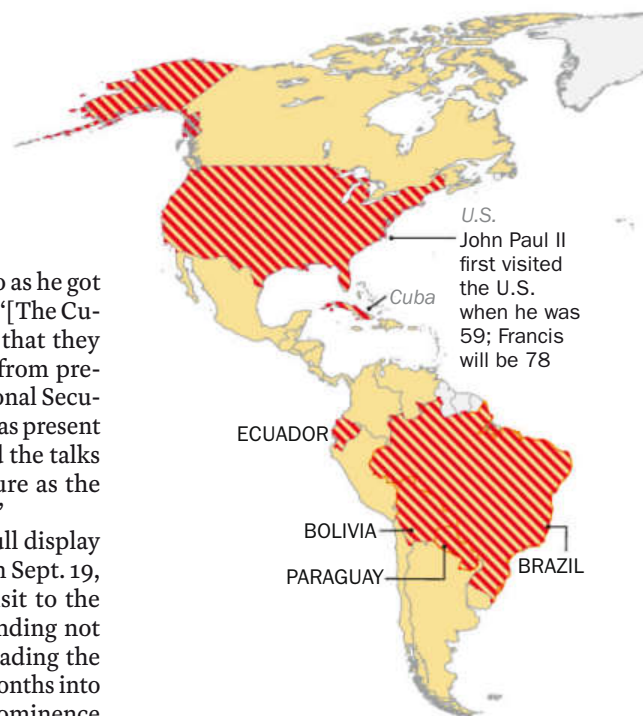 o as he got
“[The Cu-
that they
from pre-
onal Secu-
as present
d the talks
ure as the
”
ull display
n Sept. 19,
isit to the
nding not
ading the
onths into
ominence
U.S.
John Paul II
first visited
the U.S.
when he was
59; Francis
will be 78
Cuba
ECUADOR
BOLIVIA
PARAGUAY
BRAZIL